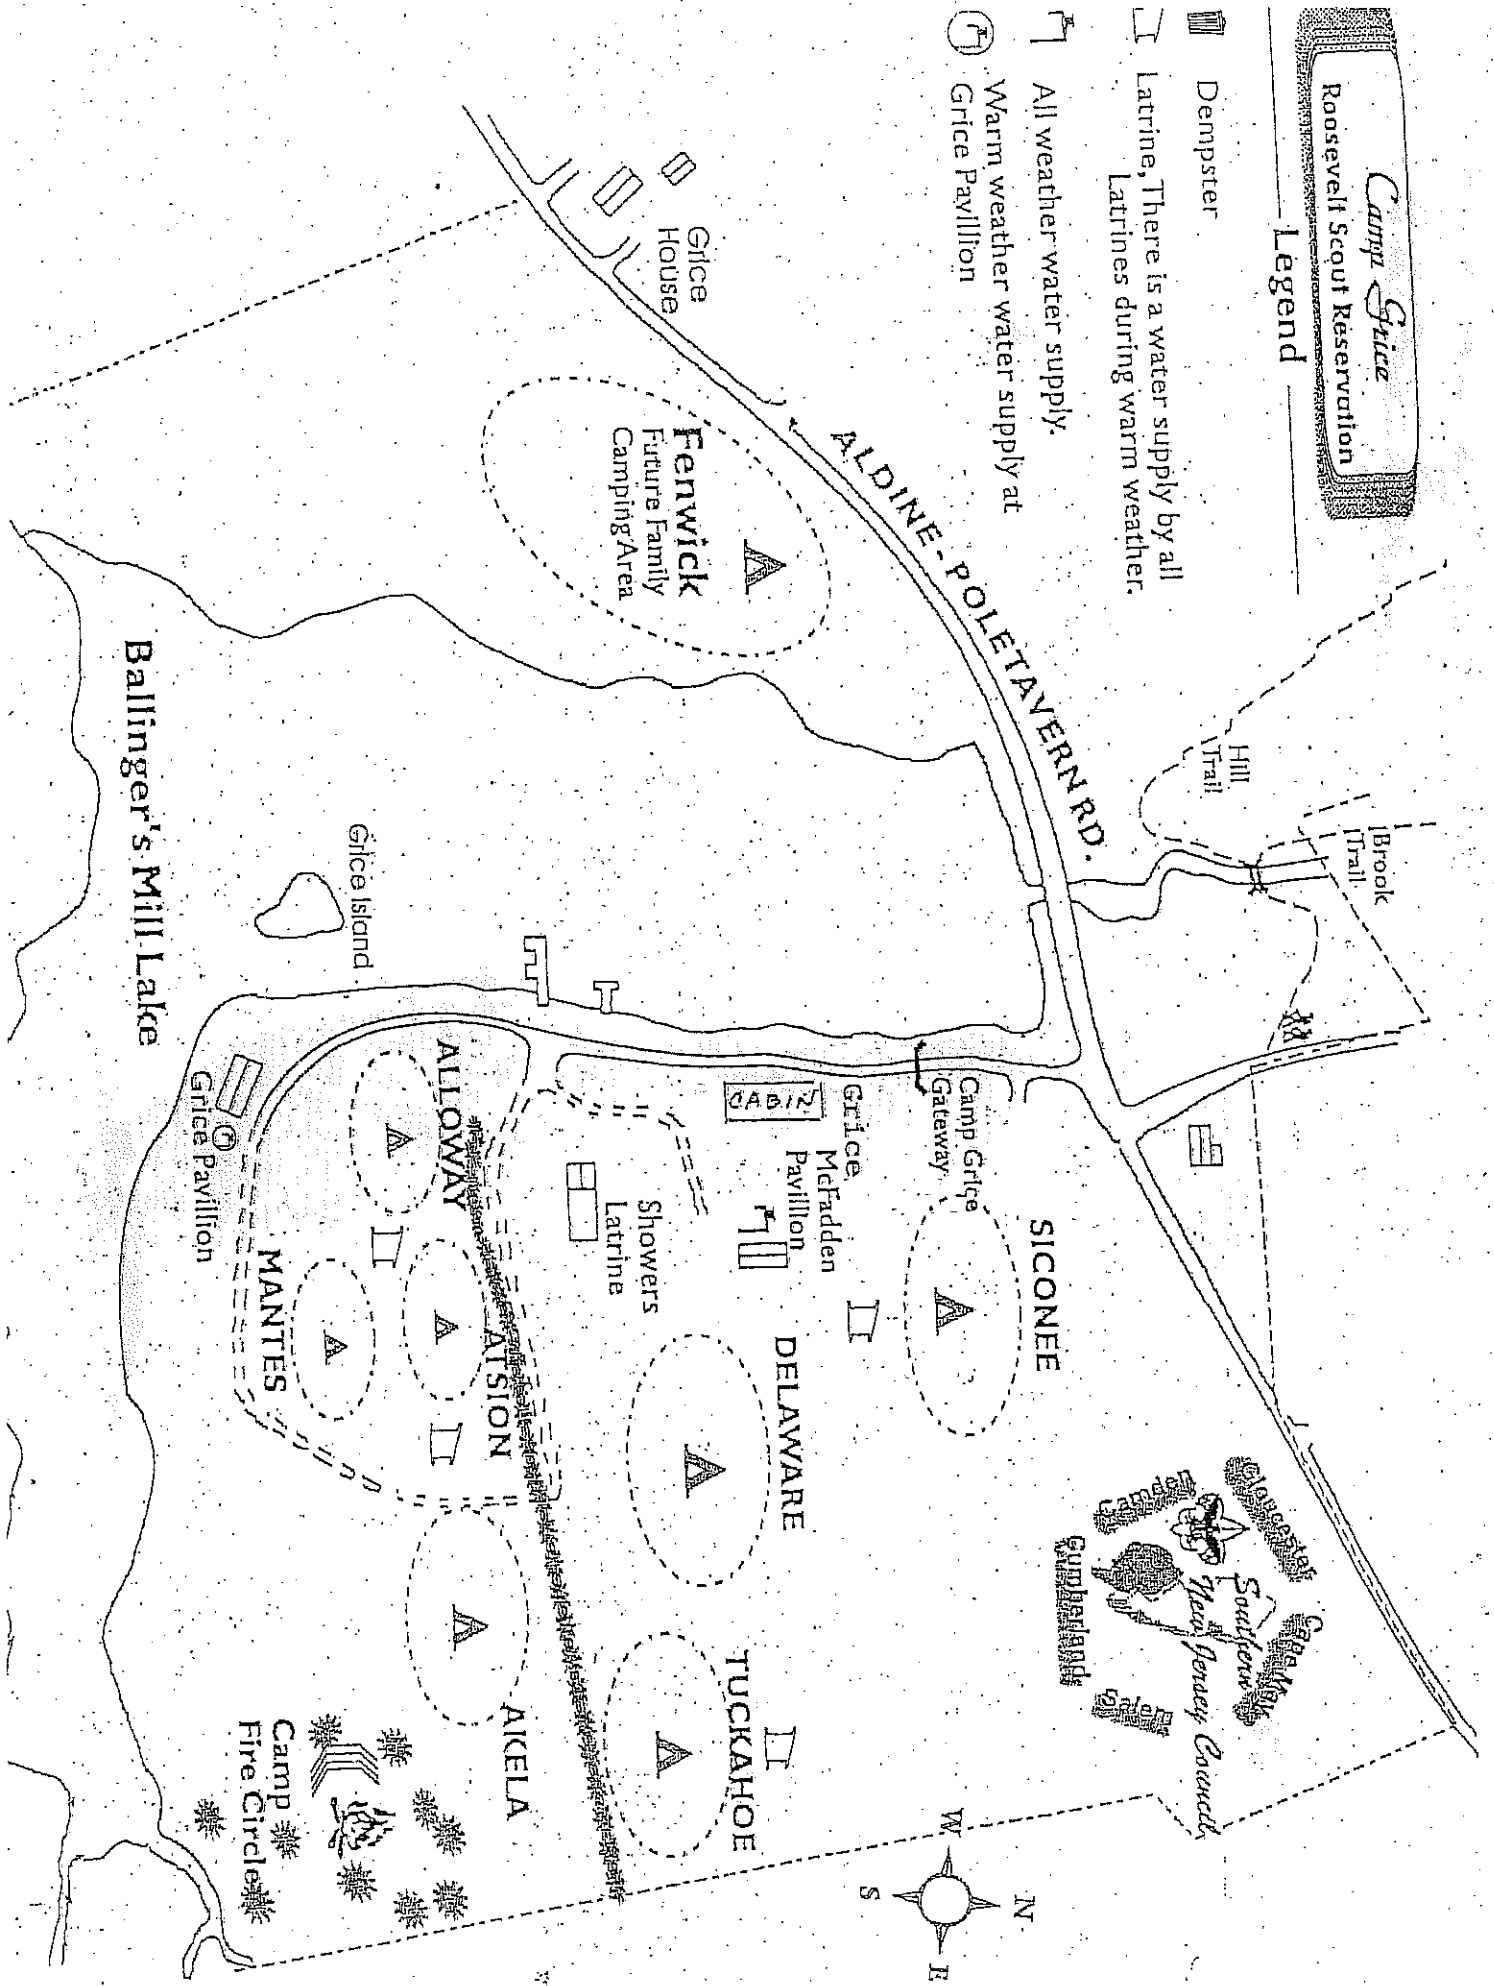 Camp Grice
Roosevelt Scout Reservation
Legend
Dempster
Latrine, There is a water supply by all
Latrines during warm weather.
All weather water supply.
Warm weather water supply at
Grice Pavillion
Grice
House
Fenwick
Future Family
Camping Area
ALDINE-POLETAVERN RD.
Hill
Trail
Brook
Trail
Ballinger's Mill Lake
Grice Island
Camp Grice
Gateway
SICONEE
Grice
McFadden
Pavillion
CABIN
Showers
Latrine
DELAWARE
ALLOWAY
ATSION
MANTES
Grice Pavillion
TUCKAHOE
AKELA
Camp
Fire Circle
Gloucester
Camden
Cumberland
Salem
Cape May
Southern
New Jersey Council
N
W
E
S